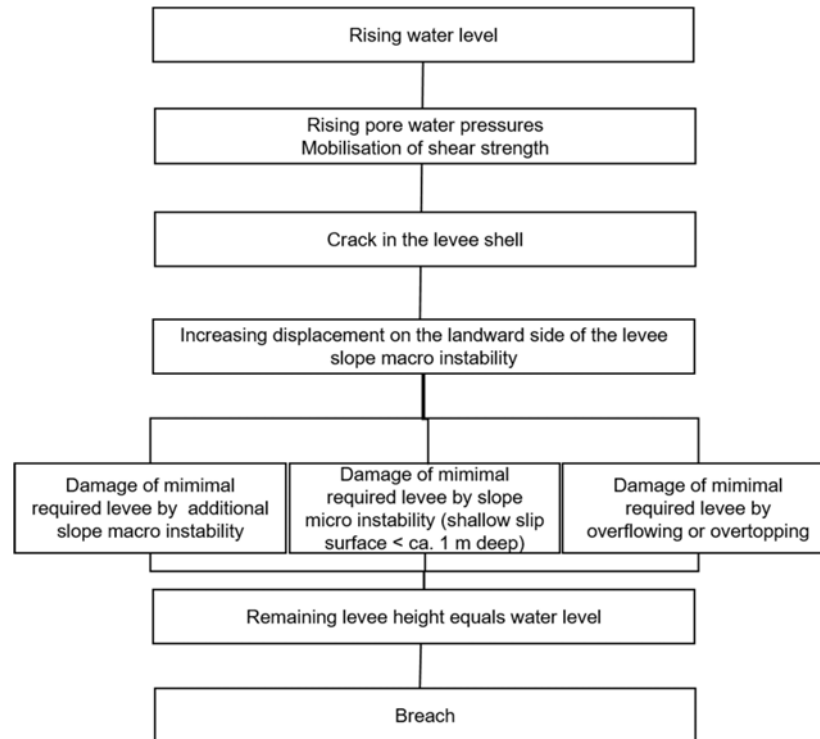 Rising water level
Rising pore water pressures
Mobilisation of shear strength
Crack in the levee shell
Increasing displacement on the landward side of the levee
slope macro instability
Damage of mimimal
required levee by  additional
slope macro instability
Damage of mimimal
required levee by slope
micro instability (shallow slip
surface < ca. 1 m deep)
Damage of mimimal
required levee by
overflowing or overtopping
Remaining levee height equals water level
Breach